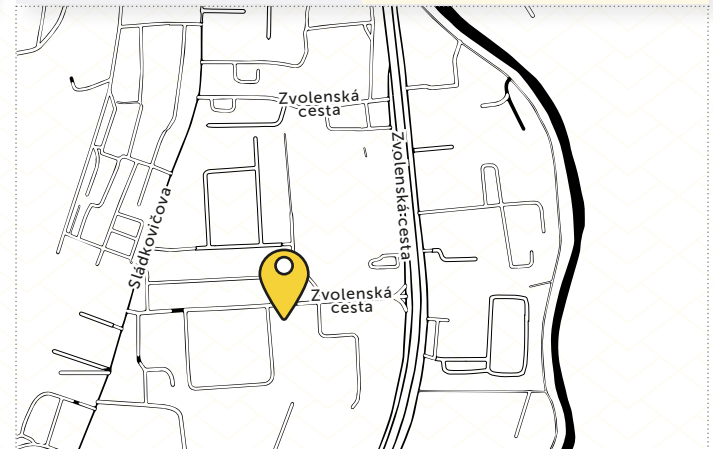 Zvolenská
cesta
Zvolenská cesta
Sládkovičova
Zvolenská
cesta